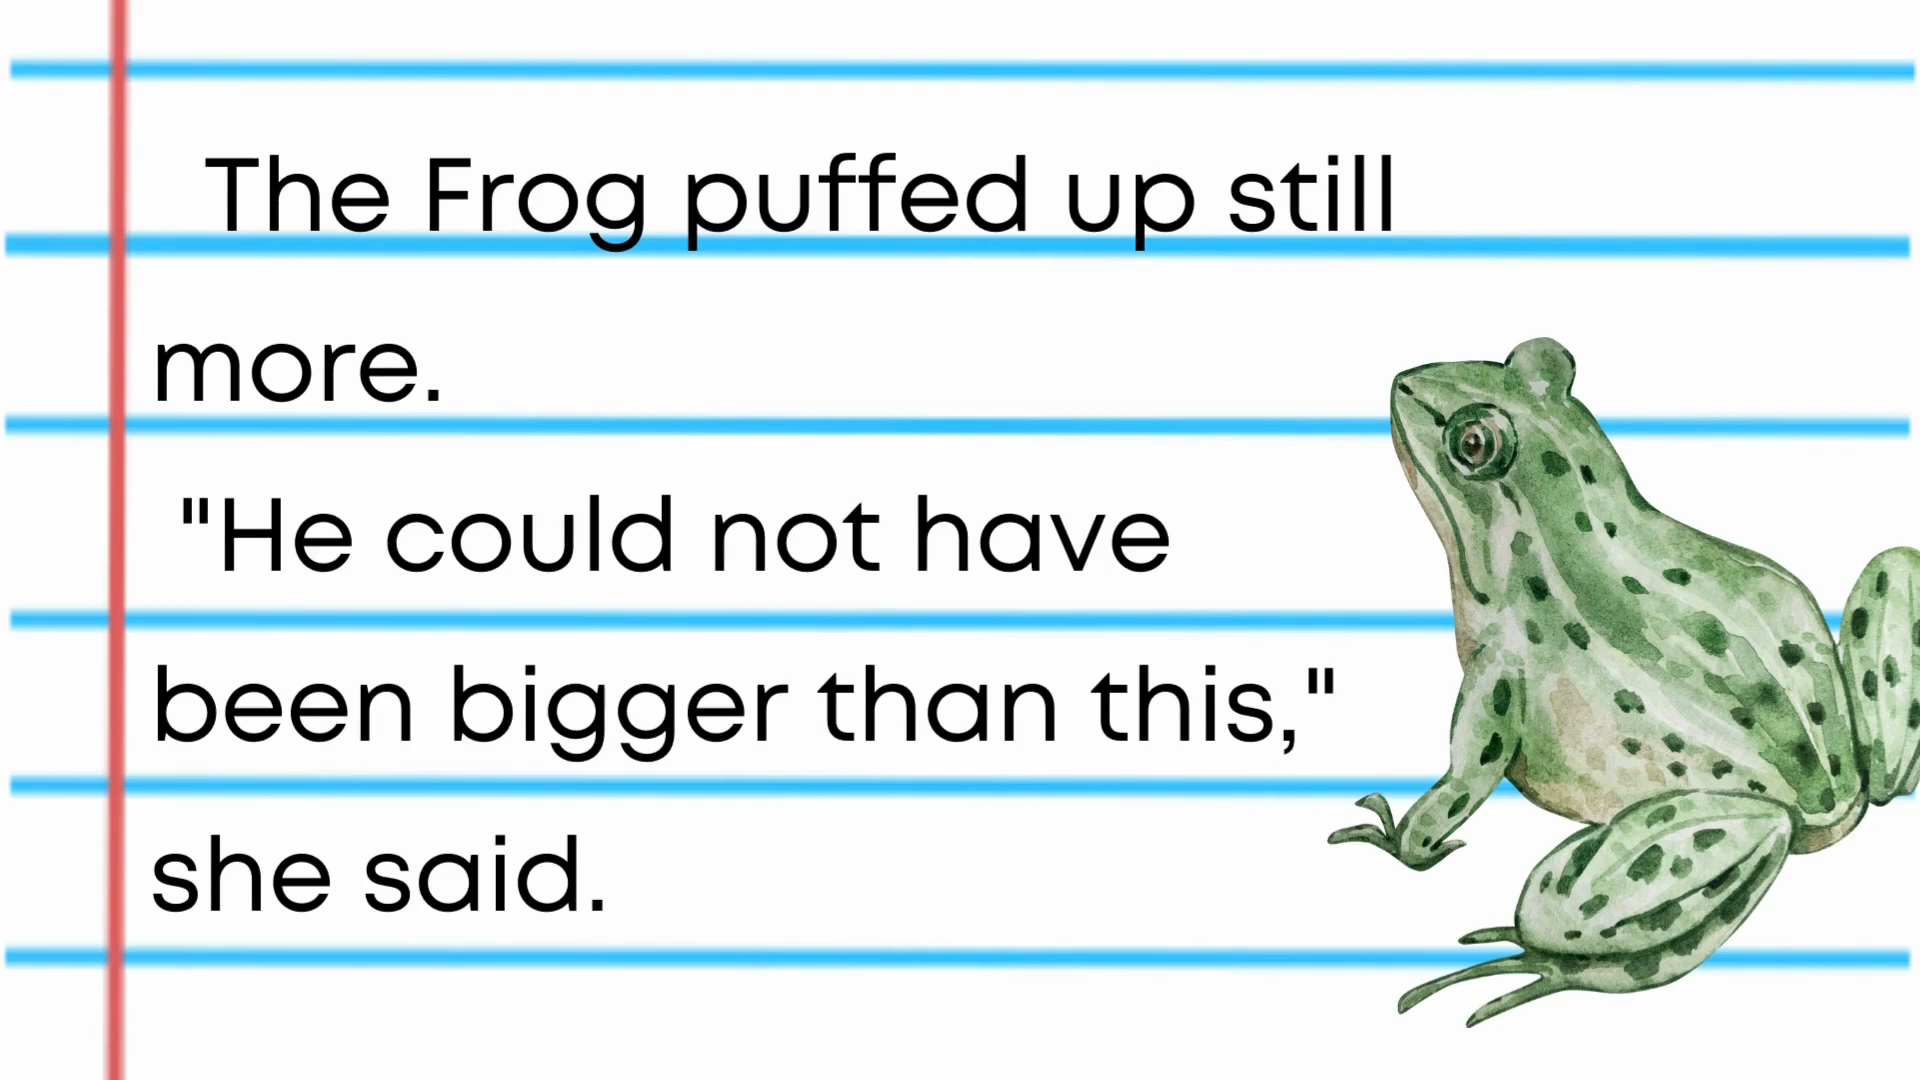 The Frog puffed up still
more.
"He could not have
been bigger than this,"
she said.